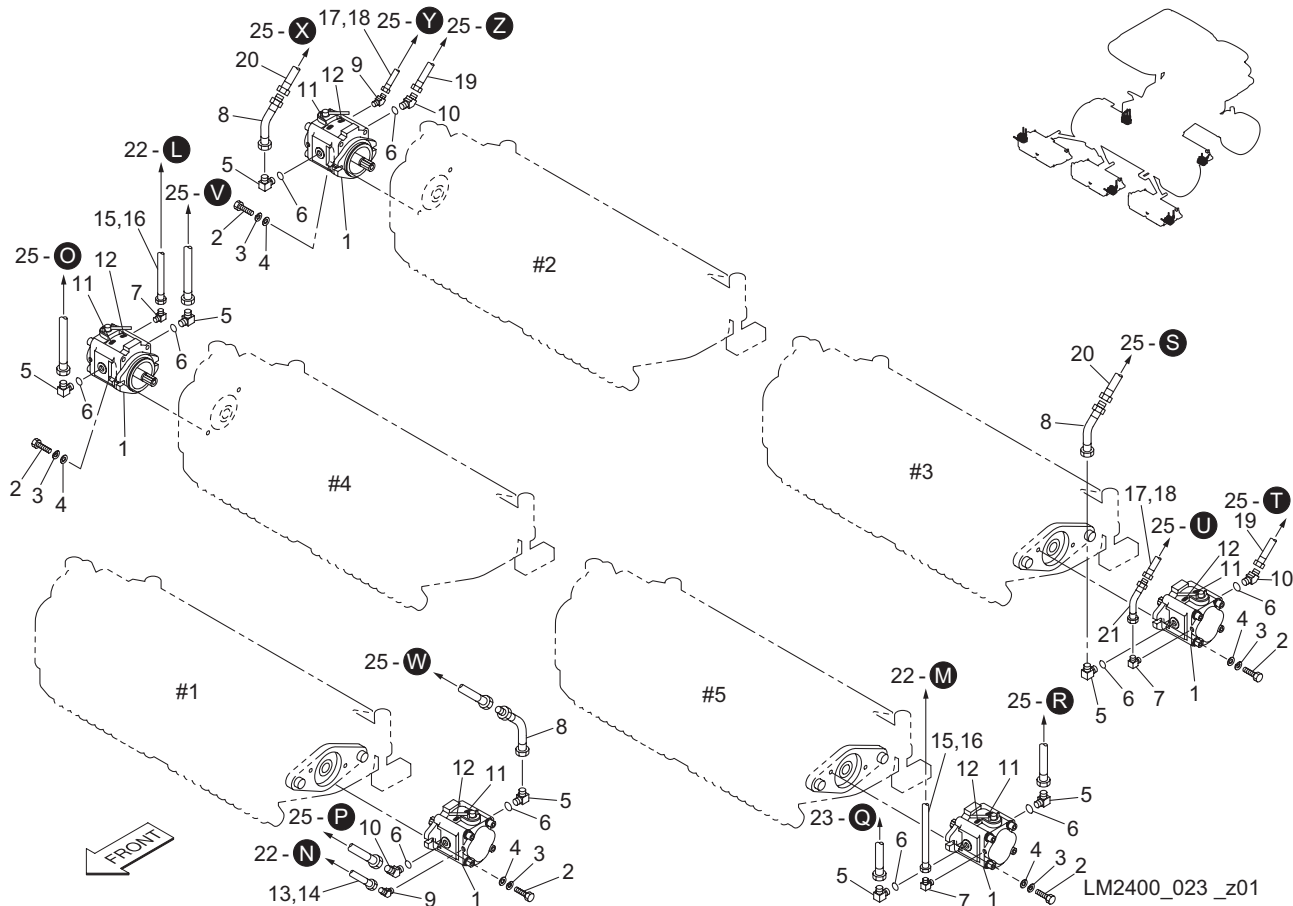 17,18 25 - Y
25 - X 25 - Z
20 9
12 19
11
8 10
6
22 - L 5
25 - V 6
15,16 2 3 4 1
25 - O 12
11 7 5
6
5 6
1
2 3 4
#2
#4
#3
25 - S
20
8
17,18 25 - T
25 - U 19
12
11 10
6
21 4 3 2
5 6 7 1
#1
25 - W
8
12 11 5
6
25 - P
10 6
22 - N
4 3 2
13,14 9 1
#5
22 - M
25 - R
15,16 12 11
5
23 - Q 6
6
4 3 2
5 7 1
FRONT
LM2400_023 _z01